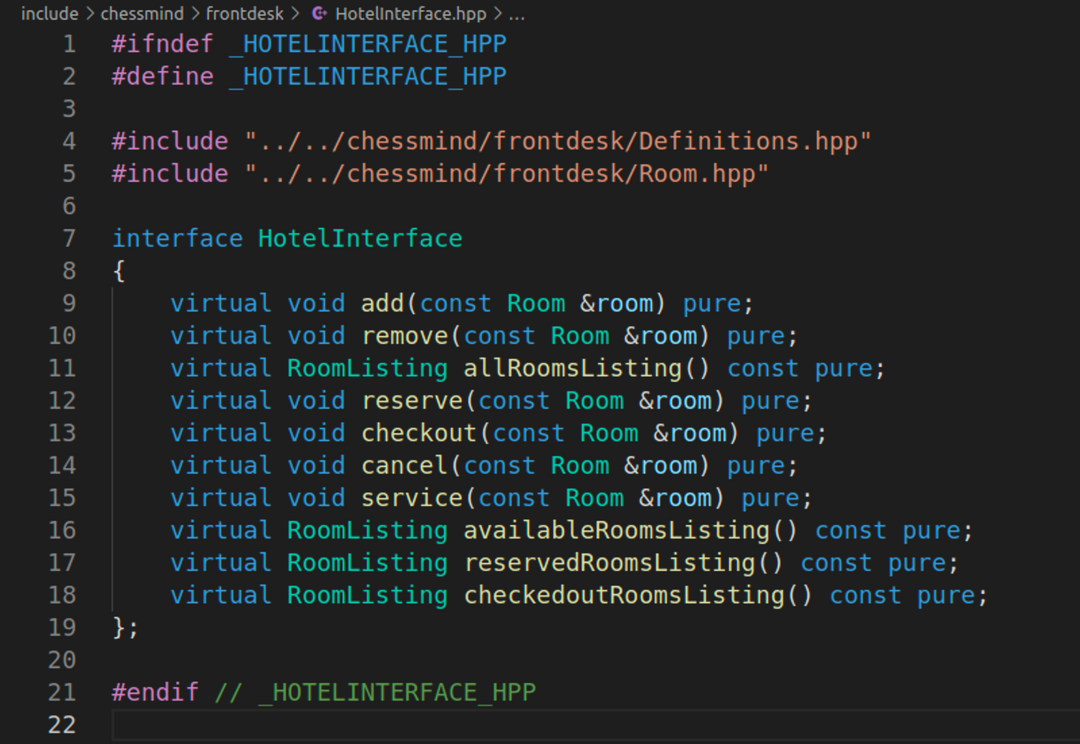 include > chessmind > frontdesk > HotelInterface.hpp > ...
1 #ifndef _HOTELINTERFACE_HPP
2 #define _HOTELINTERFACE_HPP
3
4 #include "../../chessmind/frontdesk/Definitions.hpp"
5 #include "../../chessmind/frontdesk/Room.hpp"
6
7 interface HotelInterface
8 {
9     virtual void add(const Room &room) pure;
10     virtual void remove(const Room &room) pure;
11     virtual RoomListing allRoomsListing() const pure;
12     virtual void reserve(const Room &room) pure;
13     virtual void checkout(const Room &room) pure;
14     virtual void cancel(const Room &room) pure;
15     virtual void service(const Room &room) pure;
16     virtual RoomListing availableRoomsListing() const pure;
17     virtual RoomListing reservedRoomsListing() const pure;
18     virtual RoomListing checkedoutRoomsListing() const pure;
19 };
20
21 #endif // _HOTELINTERFACE_HPP
22